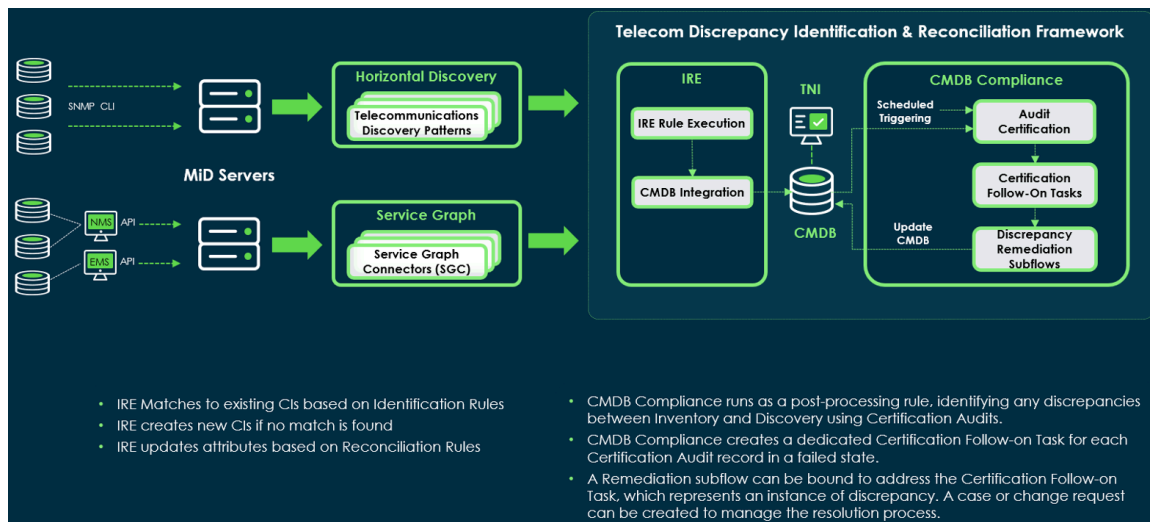 Telecom Discrepancy Identification & Reconciliation Framework
SNMP CLI
Horizontal Discovery
Telecommunications
Discovery Patterns
MiD Servers
NMS
API
EMS
API
Service Graph
Service Graph
Connectors (SGC)
IRE
IRE Rule Execution
CMDB Integration
TNI
CMDB
CMDB Compliance
Scheduled
Triggering
Audit
Certification
Certification
Follow-On Tasks
Update
CMDB
Discrepancy
Remediation
Subflows
• IRE Matches to existing CIs based on Identification Rules
• IRE creates new CIs if no match is found
• IRE updates attributes based on Reconciliation Rules
• CMDB Compliance runs as a post-processing rule, identifying any discrepancies
between Inventory and Discovery using Certification Audits.
• CMDB Compliance creates a dedicated Certification Follow-on Task for each
Certification Audit record in a failed state.
• A Remediation subflow can be bound to address the Certification Follow-on
Task, which represents an instance of discrepancy. A case or change request
can be created to manage the resolution process.